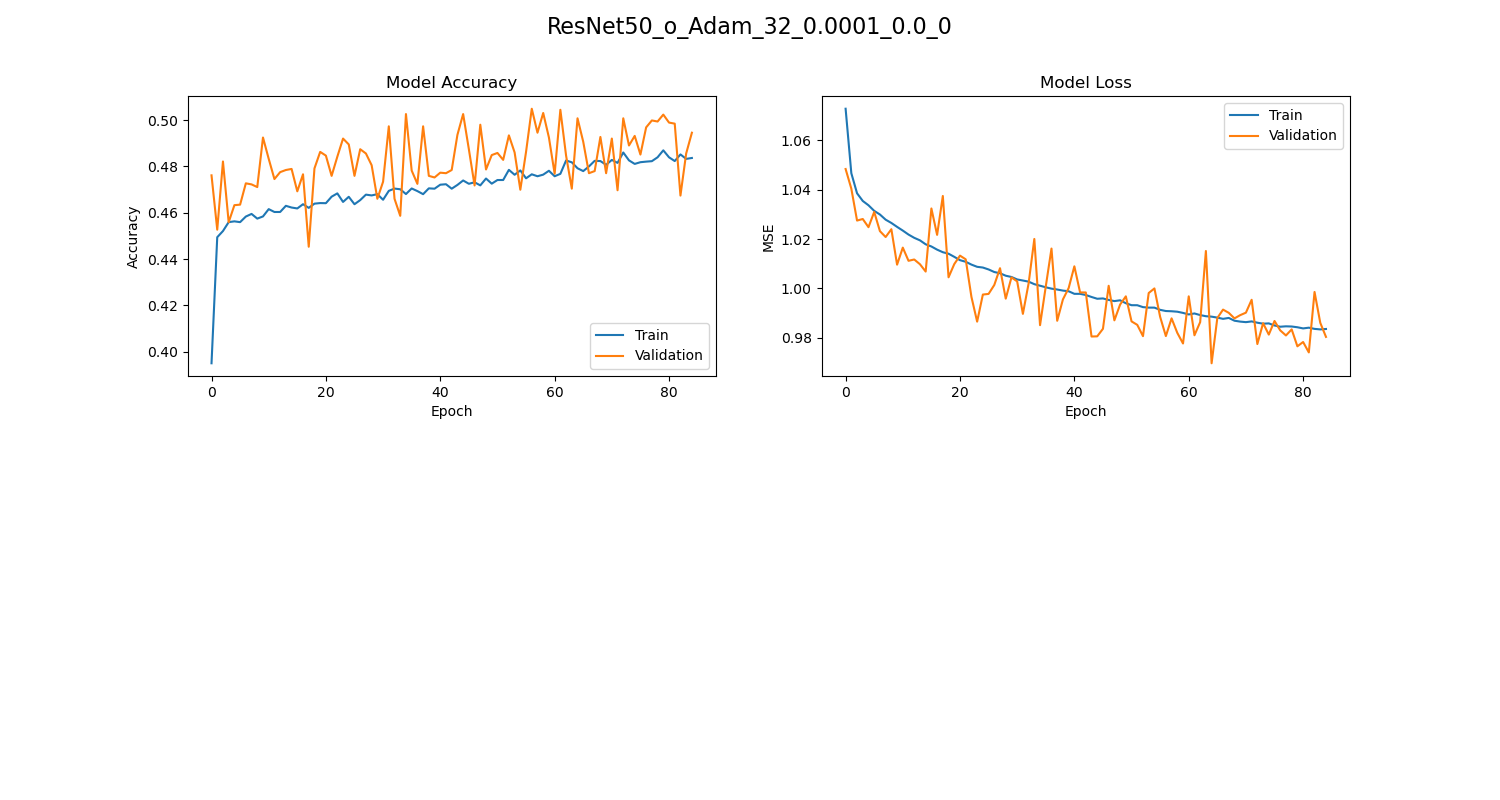 ResNet50_o_Adam_32_0.0001_0.0_0
Model Accuracy
Accuracy
0.50
0.48
0.46
0.44
0.42
0.40
0 20 40 60 80
Epoch
Train
Validation
Model Loss
MSE
1.06
1.04
1.02
1.00
0.98
0 20 40 60 80
Epoch
Train
Validation